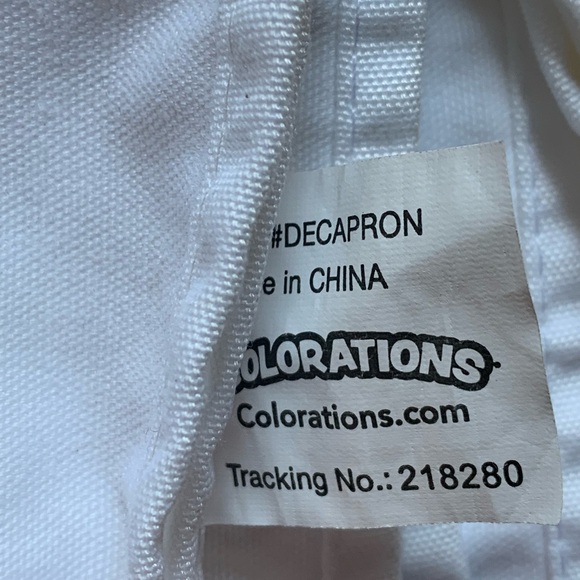 #DECAPRON
e in CHINA
COLORATIONS
Colorations.com
Tracking No.: 218280